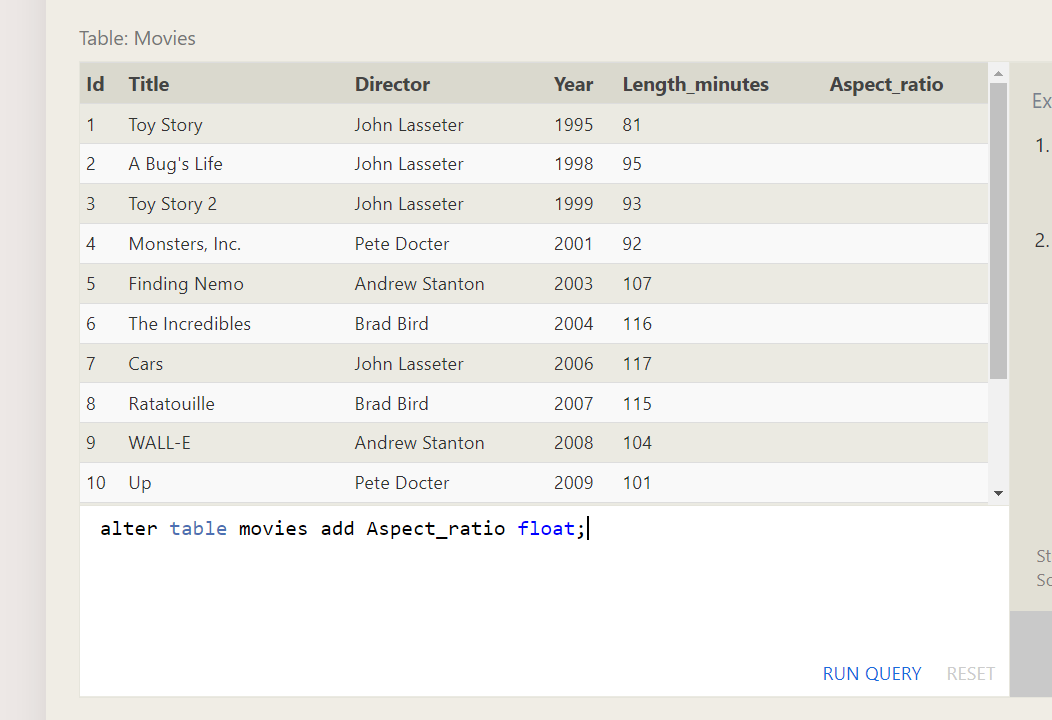 Table: Movies
Id Title Director Year Length_minutes Aspect_ratio
1 Toy Story John Lasseter 1995 81
2 A Bug's Life John Lasseter 1998 95
3 Toy Story 2 John Lasseter 1999 93
4 Monsters, Inc. Pete Docter 2001 92
5 Finding Nemo Andrew Stanton 2003 107
6 The Incredibles Brad Bird 2004 116
7 Cars John Lasseter 2006 117
8 Ratatouille Brad Bird 2007 115
9 WALL-E Andrew Stanton 2008 104
10 Up Pete Docter 2009 101
alter table movies add Aspect_ratio float;
RUN QUERY RESET
Ex
1.
2.
St